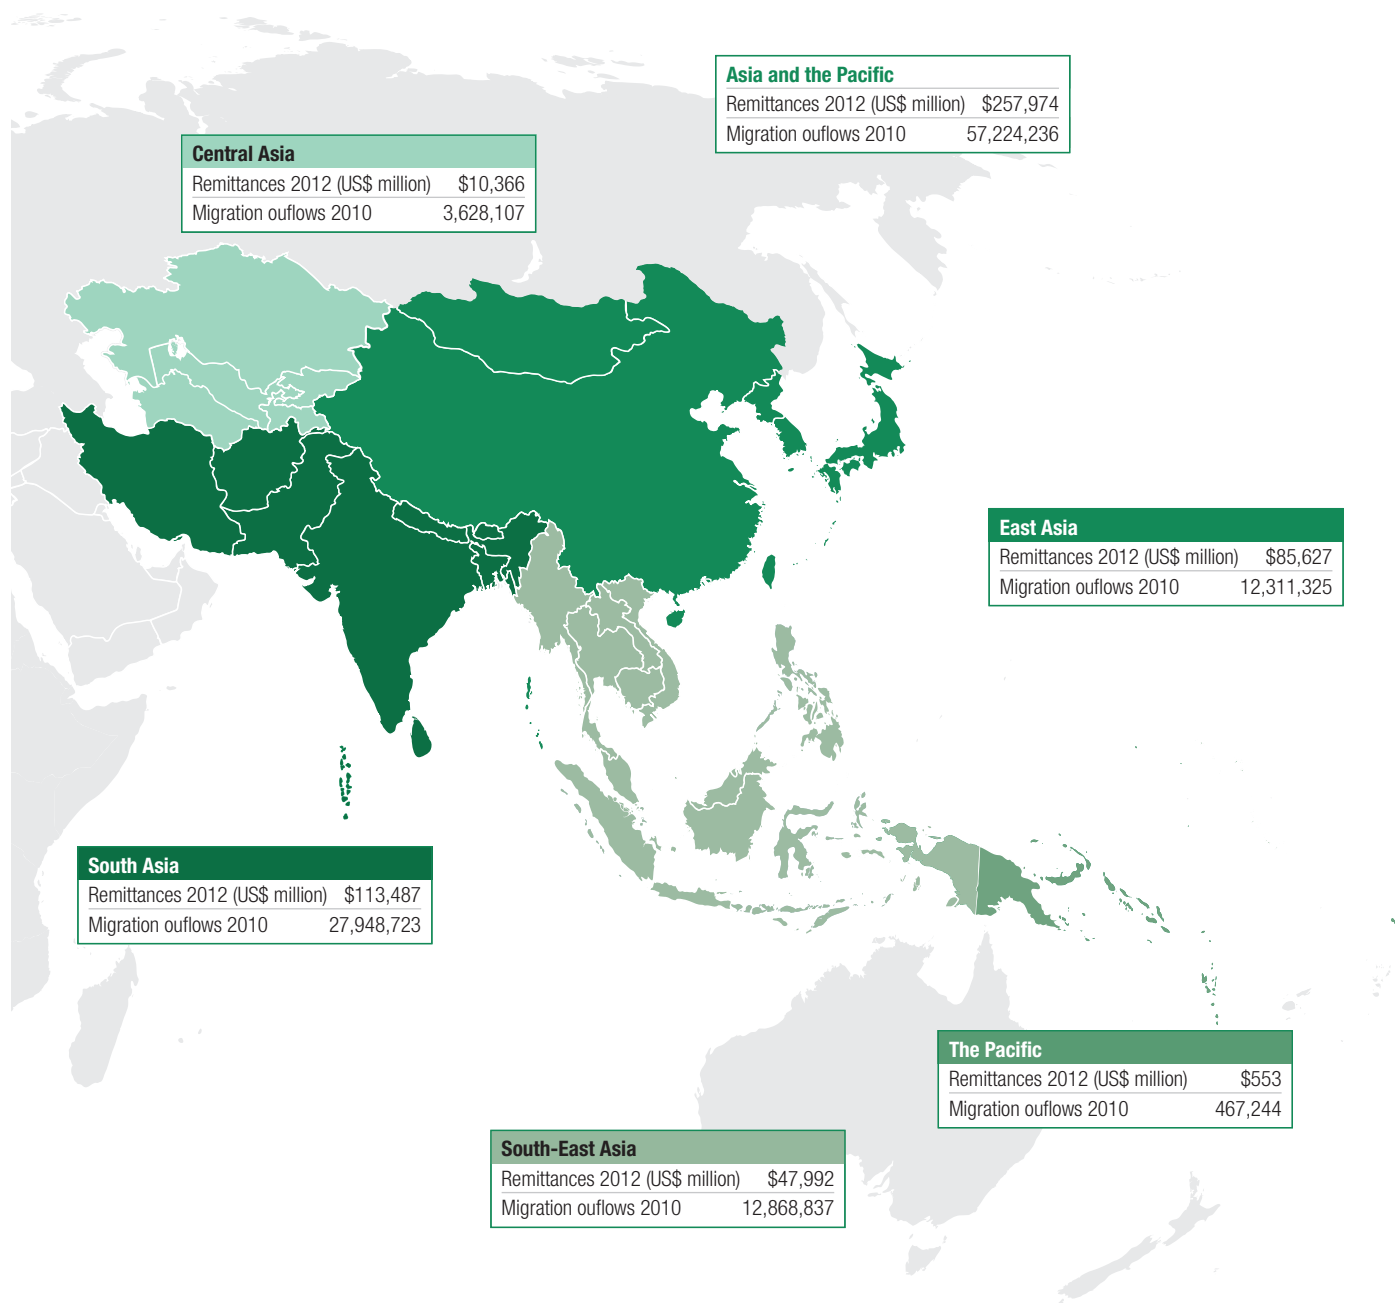 Asia and the Pacific
Remittances 2012 (US$ million) $257,974
Migration ouflows 2010 57,224,236
Central Asia
Remittances 2012 (US$ million) $10,366
Migration ouflows 2010 3,628,107
East Asia
Remittances 2012 (US$ million) $85,627
Migration ouflows 2010 12,311,325
South Asia
Remittances 2012 (US$ million) $113,487
Migration ouflows 2010 27,948,723
The Pacific
Remittances 2012 (US$ million) $553
Migration ouflows 2010 467,244
South-East Asia
Remittances 2012 (US$ million) $47,992
Migration ouflows 2010 12,868,837